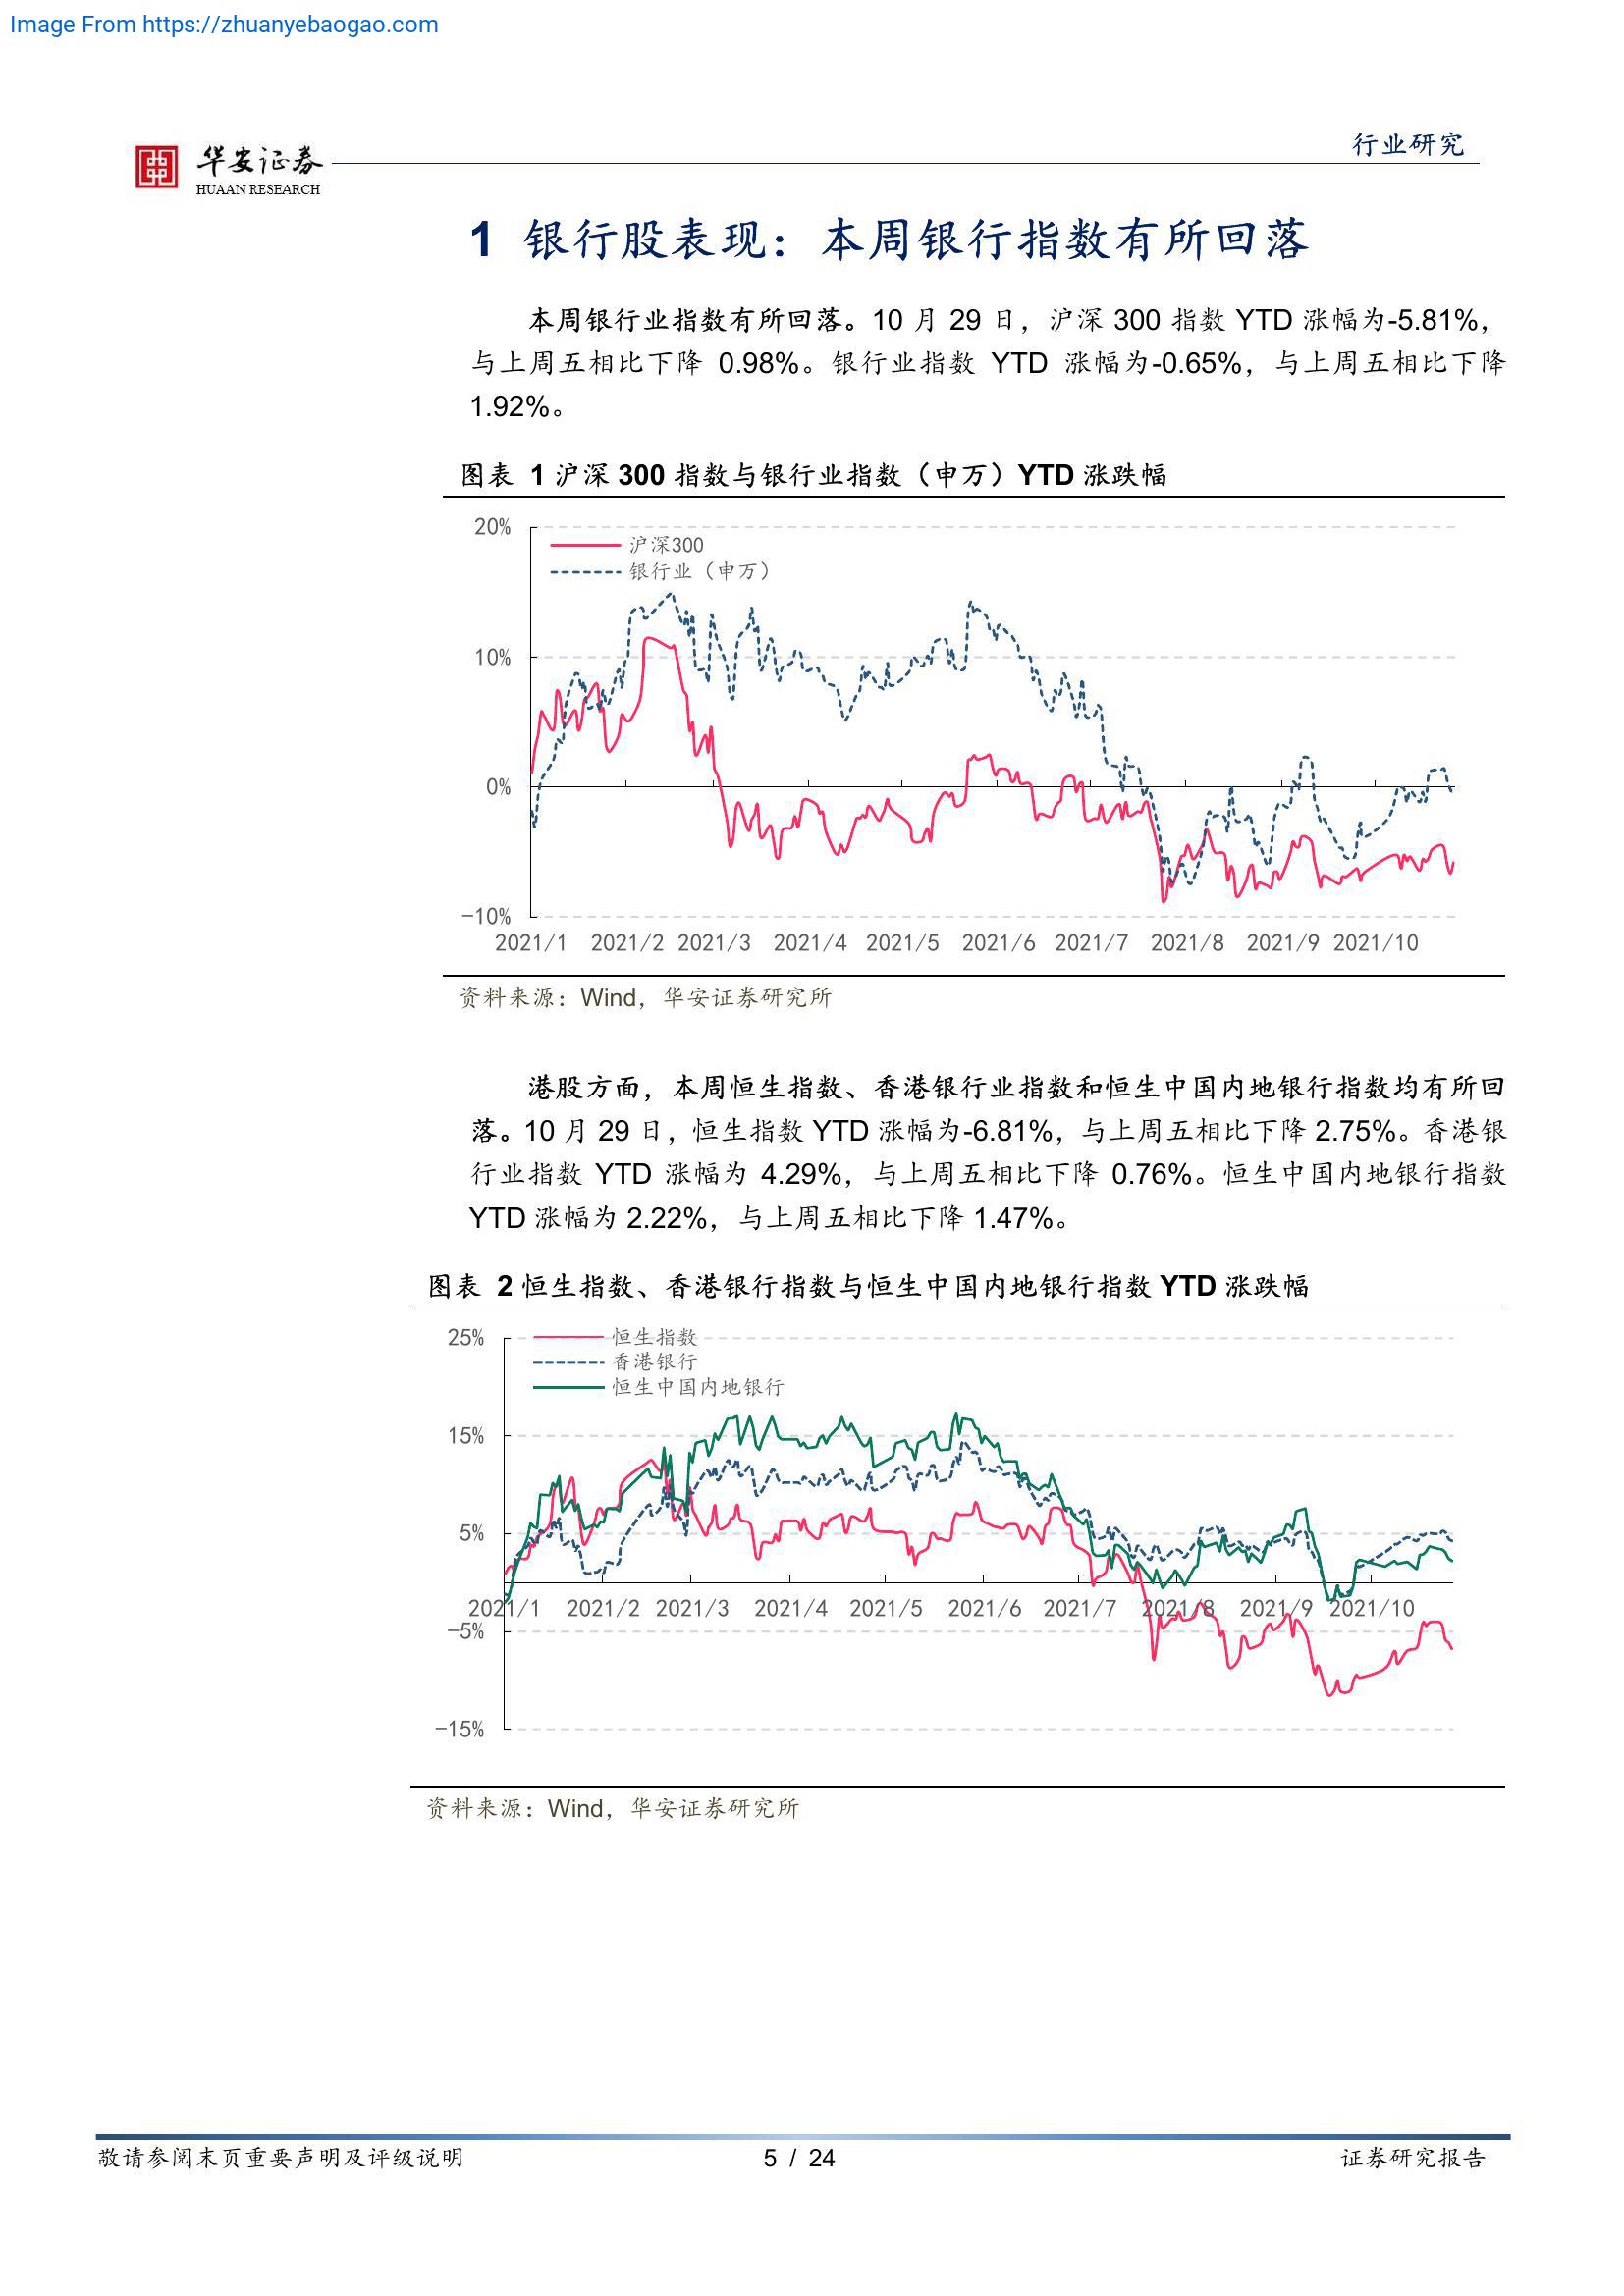 Image From https://zhuanyebaogao.com
华安证券
HUAAN RESEARCH
行业研究
1 银行股表现：本周银行指数有所回落
本周银行业指数有所回落。10 月 29 日，沪深 300 指数 YTD 涨幅为-5.81%，
与上周五相比下降 0.98%。银行业指数 YTD 涨幅为-0.65%，与上周五相比下降
1.92%。
图表 1 沪深 300 指数与银行业指数（申万）YTD 涨跌幅
20%
沪深300
银行业（申万）
10%
0%
-10%
2021/1 2021/2 2021/3 2021/4 2021/5 2021/6 2021/7 2021/8 2021/9 2021/10
资料来源：Wind，华安证券研究所
港股方面，本周恒生指数、香港银行业指数和恒生中国内地银行指数均有所回
落。10 月 29 日，恒生指数 YTD 涨幅为-6.81%，与上周五相比下降 2.75%。香港银
行业指数 YTD 涨幅为 4.29%，与上周五相比下降 0.76%。恒生中国内地银行指数
YTD 涨幅为 2.22%，与上周五相比下降 1.47%。
图表 2 恒生指数、香港银行指数与恒生中国内地银行指数 YTD 涨跌幅
25%
恒生指数
香港银行
恒生中国内地银行
15%
5%
2021/1 2021/2 2021/3 2021/4 2021/5 2021/6 2021/7 2021/8 2021/9 2021/10
-5%
-15%
资料来源：Wind，华安证券研究所
敬请参阅末页重要声明及评级说明
5 / 24
证券研究报告